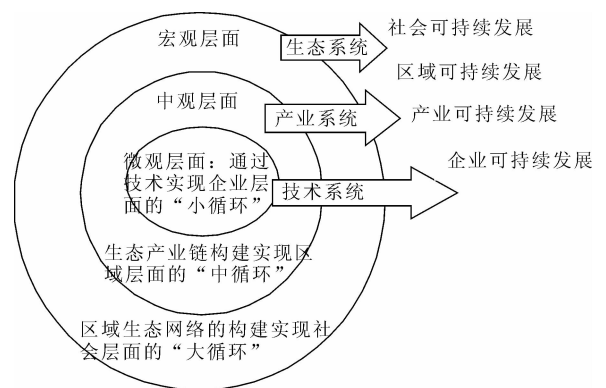 社会可持续发展
宏观层面
生态系统
区域可持续发展
中观层面
产业系统
产业可持续发展
企业可持续发展
微观层面：通过
技术实现企业层
面的“小循环”
技术系统
生态产业链构建实现区
域层面的“中循环”
区域生态网络的构建实现社
会层面的“大循环”